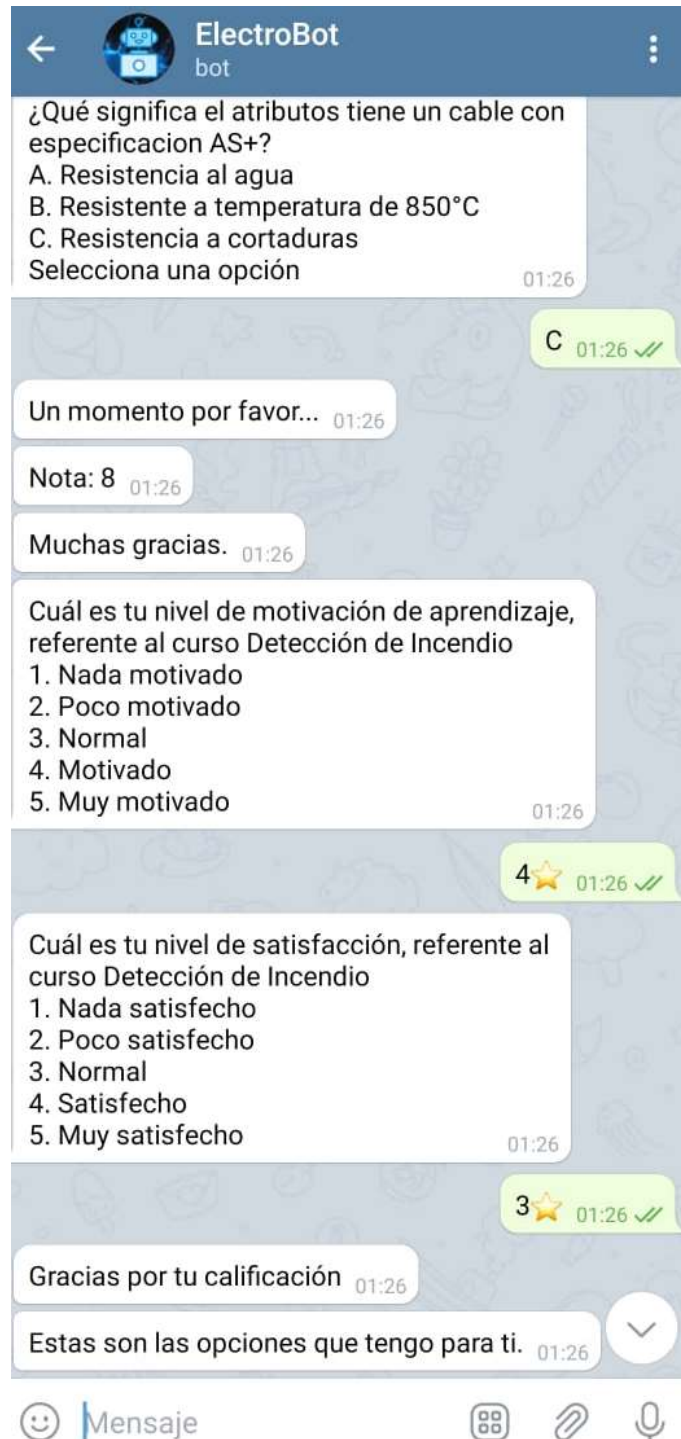 ElectroBot
bot
¿Qué significa el atributos tiene un cable con
especificacion AS+?
A. Resistencia al agua
B. Resistente a temperatura de 850°C
C. Resistencia a cortaduras
Selecciona una opción 01:26
C 01:26
Un momento por favor... 01:26
Nota: 8 01:26
Muchas gracias. 01:26
Cuál es tu nivel de motivación de aprendizaje,
referente al curso Detección de Incendio
1. Nada motivado
2. Poco motivado
3. Normal
4. Motivado
5. Muy motivado 01:26
4⭐ 01:26
Cuál es tu nivel de satisfacción, referente al
curso Detección de Incendio
1. Nada satisfecho
2. Poco satisfecho
3. Normal
4. Satisfecho
5. Muy satisfecho 01:26
3⭐ 01:26
Gracias por tu calificación 01:26
Estas son las opciones que tengo para ti. 01:26
Mensaje